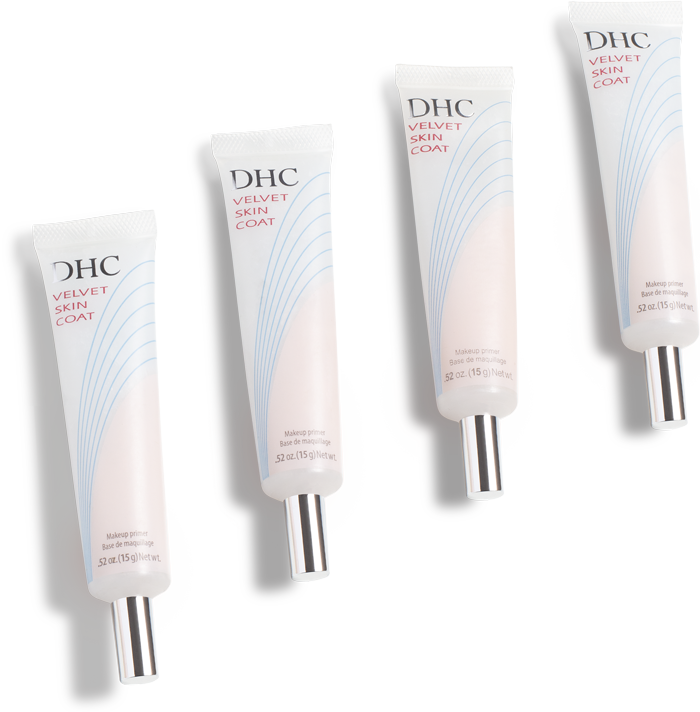 DHC
VELVET
SKIN
COAT
Makeup primer
Base de maquillage
.52 oz. (15 g) Net wt.
DHC
VELVET
SKIN
COAT
Makeup primer
Base de maquillage
.52 oz. (15 g) Net wt.
DHC
VELVET
SKIN
COAT
Makeup primer
Base de maquillage
.52 oz. (15 g) Net wt.
DHC
VELVET
SKIN
COAT
Makeup primer
Base de maquillage
.52 oz. (15 g) Net wt.